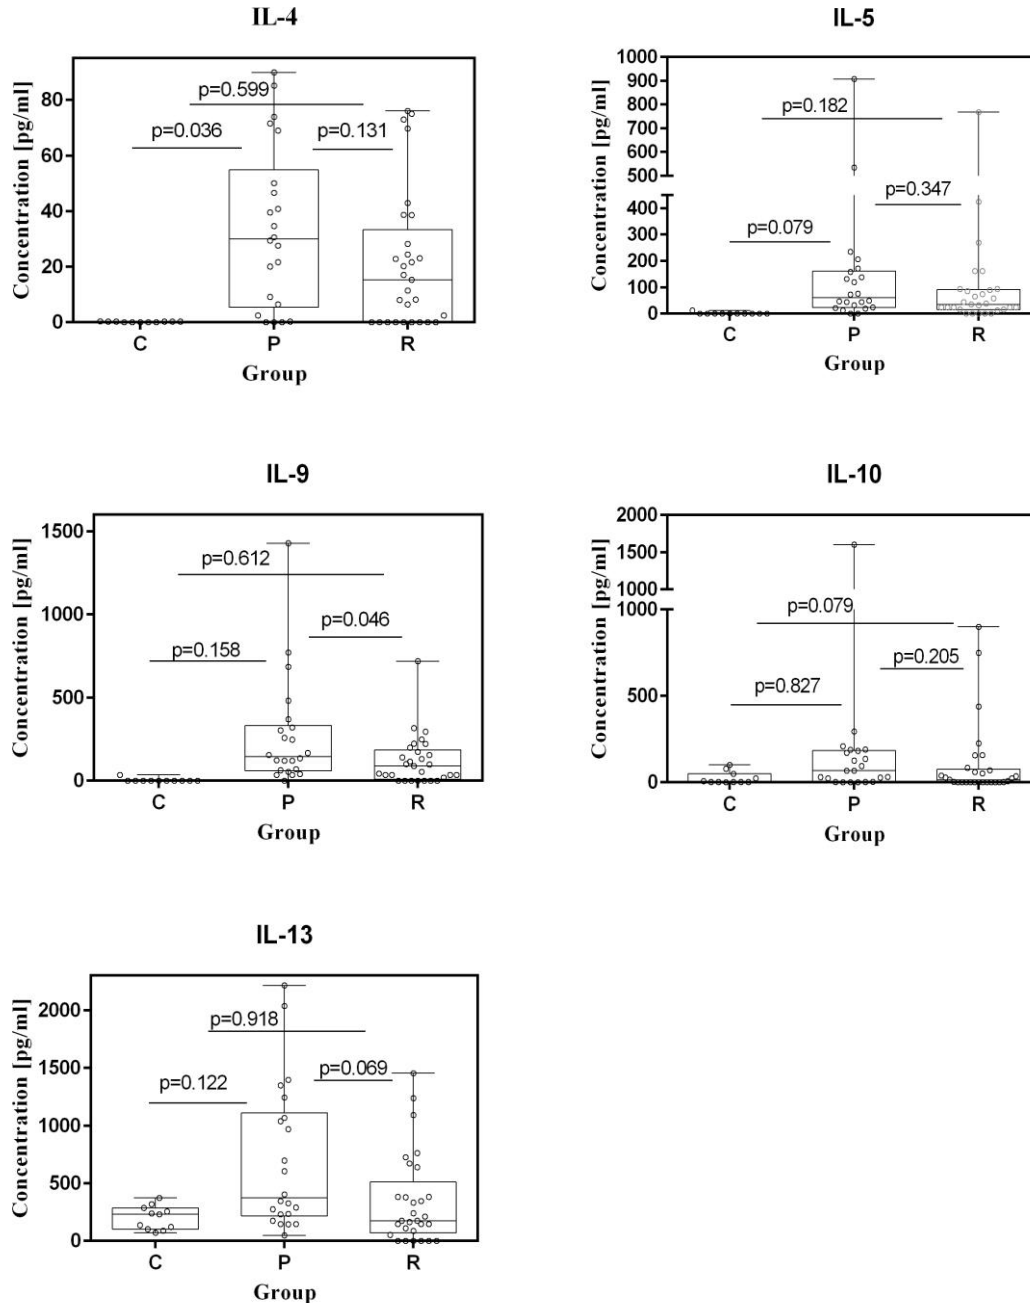 IL-4
Concentration [pg/ml]
80
60
40
20
0
p=0.599
p=0.036
p=0.131
C P R
Group
IL-5
Concentration [pg/ml]
1000
900
800
700
600
500
400
300
200
100
0
p=0.182
p=0.347
p=0.079
C P R
Group
IL-9
Concentration [pg/ml]
1500
1000
500
0
p=0.612
p=0.046
p=0.158
C P R
Group
IL-10
Concentration [pg/ml]
2000
1500
1000
1000
500
0
p=0.079
p=0.205
p=0.827
C P R
Group
IL-13
Concentration [pg/ml]
2000
1500
1000
500
0
p=0.918
p=0.069
p=0.122
C P R
Group